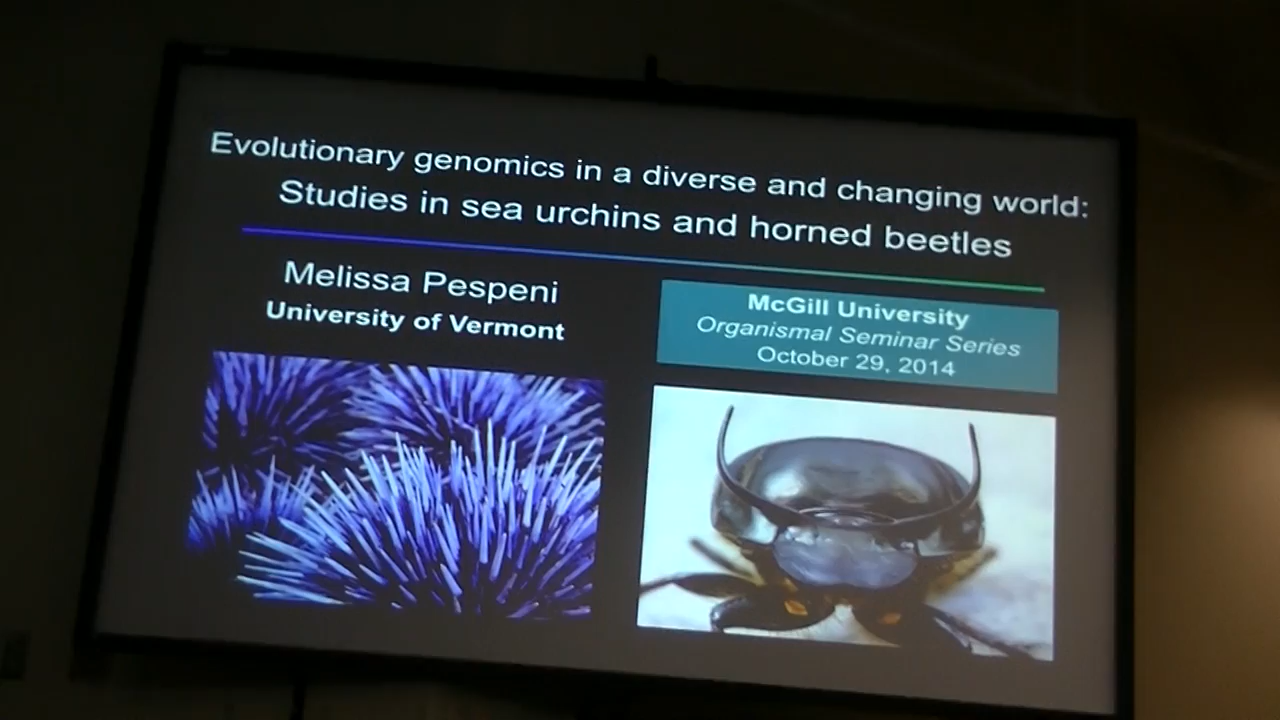 Evolutionary genomics in a diverse and changing world:
Studies in sea urchins and horned beetles
Melissa Pespeni
University of Vermont
McGill University
Organismal Seminar Series
October 29, 2014